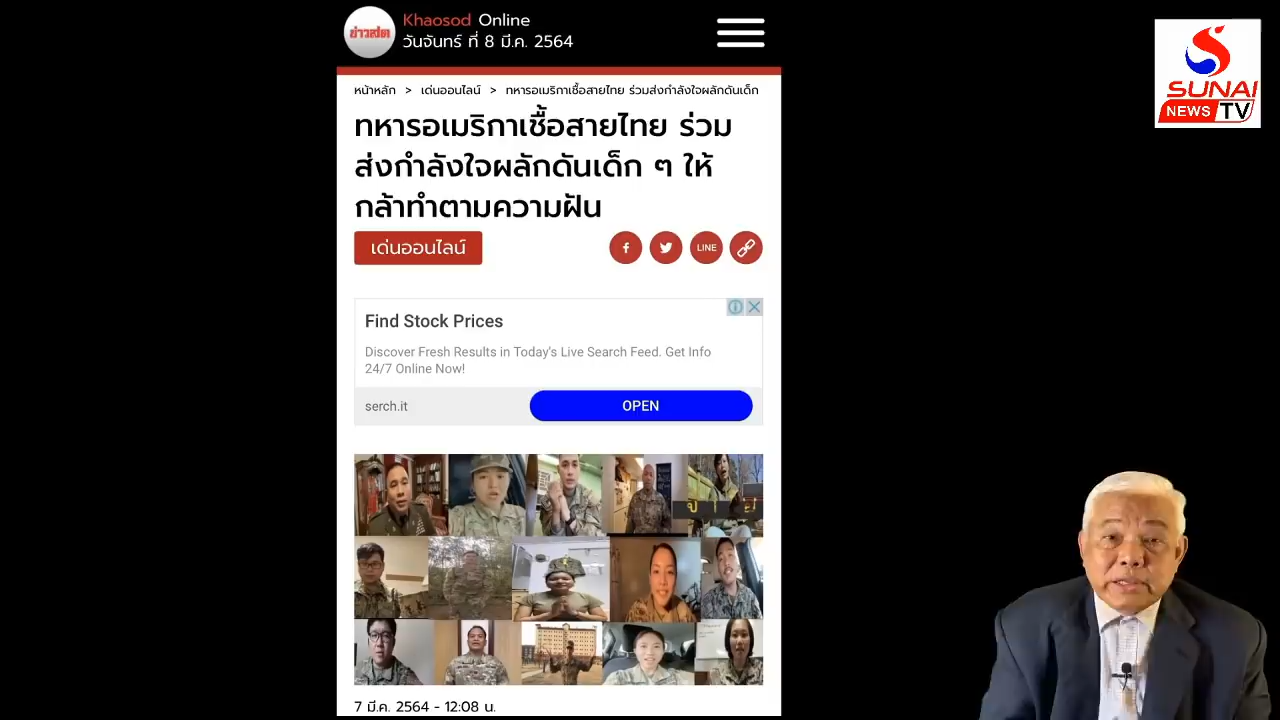 ข่าวสด
Khaosod Online
วันจันทร์ ที่ 8 มี.ค. 2564
SUNAI
NEWS TV
หน้าหลัก > เด่นออนไลน์ > ทหารอเมริกาเชื้อสายไทย ร่วมส่งกำลังใจผลักดันเด็ก
ทหารอเมริกาเชื้อสายไทย ร่วม
ส่งกำลังใจผลักดันเด็ก ๆ ให้
กล้าทำตามความฝัน
เด่นออนไลน์
LINE
Find Stock Prices
Discover Fresh Results in Today's Live Search Feed. Get Info
24/7 Online Now!
serch.it
OPEN
7 มี.ค. 2564 - 12:08 น.